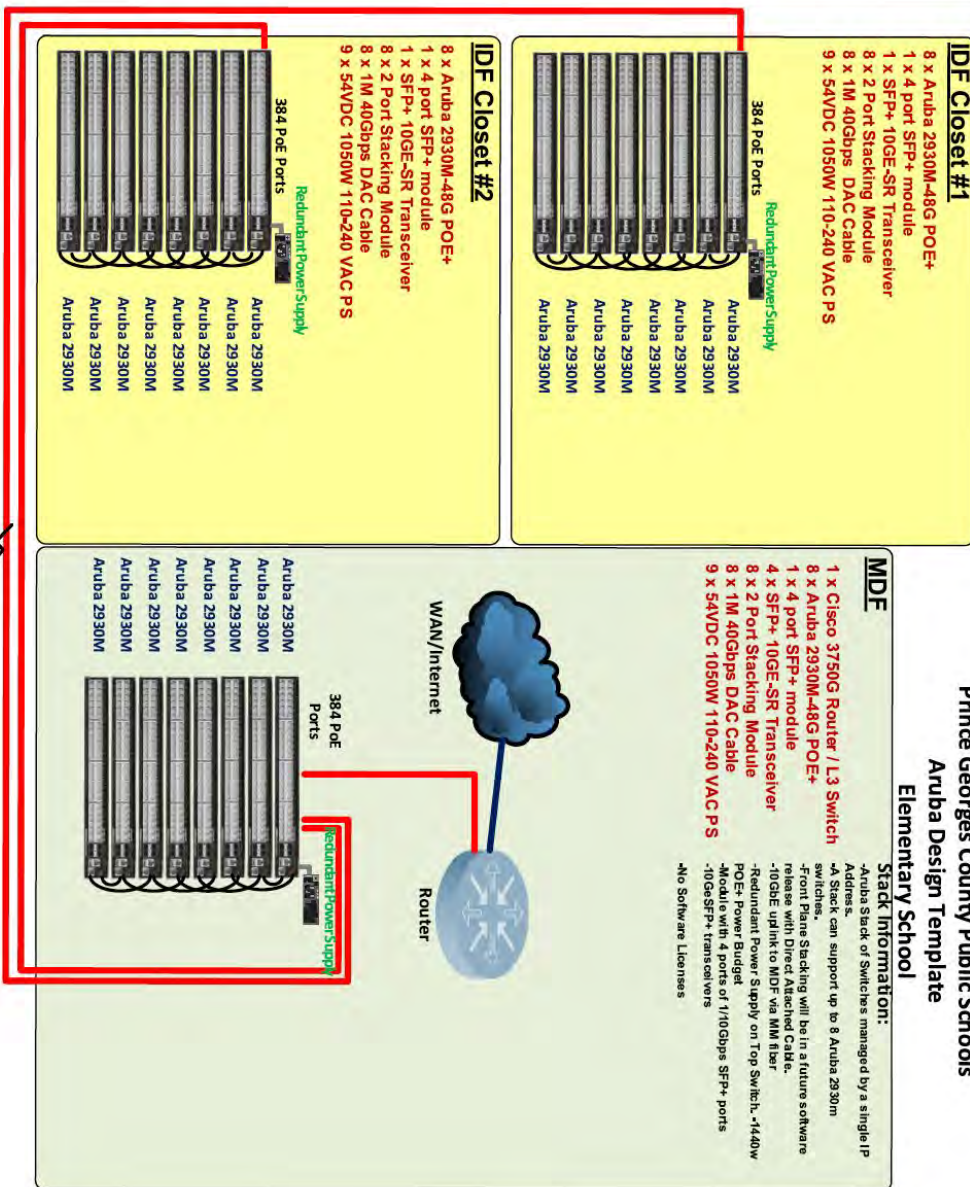 Prince Georges County Public Schools
Aruba Design Template
Elementary School
IDF Closet #1
8 x Aruba 2930M-48G POE+
1 x 4 port SFP+ module
1 x SFP+ 10GE-SR Transceiver
8 x 2 Port Stacking Module
8 x 1M 40Gbps DAC Cable
9 x 54VDC 1050W 110-240 VAC PS
384 PoE Ports
RedundantPowerSupply
Aruba 2930M
Aruba 2930M
Aruba 2930M
Aruba 2930M
Aruba 2930M
Aruba 2930M
Aruba 2930M
Aruba 2930M
IDF Closet #2
8 x Aruba 2930M-48G POE+
1 x 4 port SFP+ module
1 x SFP+ 10GE-SR Transceiver
8 x 2 Port Stacking Module
8 x 1M 40Gbps DAC Cable
9 x 54VDC 1050W 110-240 VAC PS
384 PoE Ports
RedundantPowerSupply
Aruba 2930M
Aruba 2930M
Aruba 2930M
Aruba 2930M
Aruba 2930M
Aruba 2930M
Aruba 2930M
Aruba 2930M
MDF
1 x Cisco 3750G Router / L3 Switch
8 x Aruba 2930M-48G POE+
1 x 4 port SFP+ module
4 x SFP+ 10GE-SR Transceiver
8 x 2 Port Stacking Module
8 x 1M 40Gbps DAC Cable
9 x 54VDC 1050W 110-240 VAC PS
Stack Information:
-Aruba Stack of Switches managed by a single IP
Address.
-A Stack can support up to 8 Aruba 2930m
switches.
-Front Plane Stacking will be in a future software
release with Direct Attached Cable.
-10GbE uplink to MDF via MM fiber
-Redundant Power Supply on Top Switch. -1440w
POE+ Power Budget
-Module with 4 ports of 1/10Gbps SFP+ ports
-10Ge SFP+ transceivers
-No Software Licenses
WAN/Internet
Router
384 PoE
Ports
RedundantPowerSupply
Aruba 2930M
Aruba 2930M
Aruba 2930M
Aruba 2930M
Aruba 2930M
Aruba 2930M
Aruba 2930M
Aruba 2930M